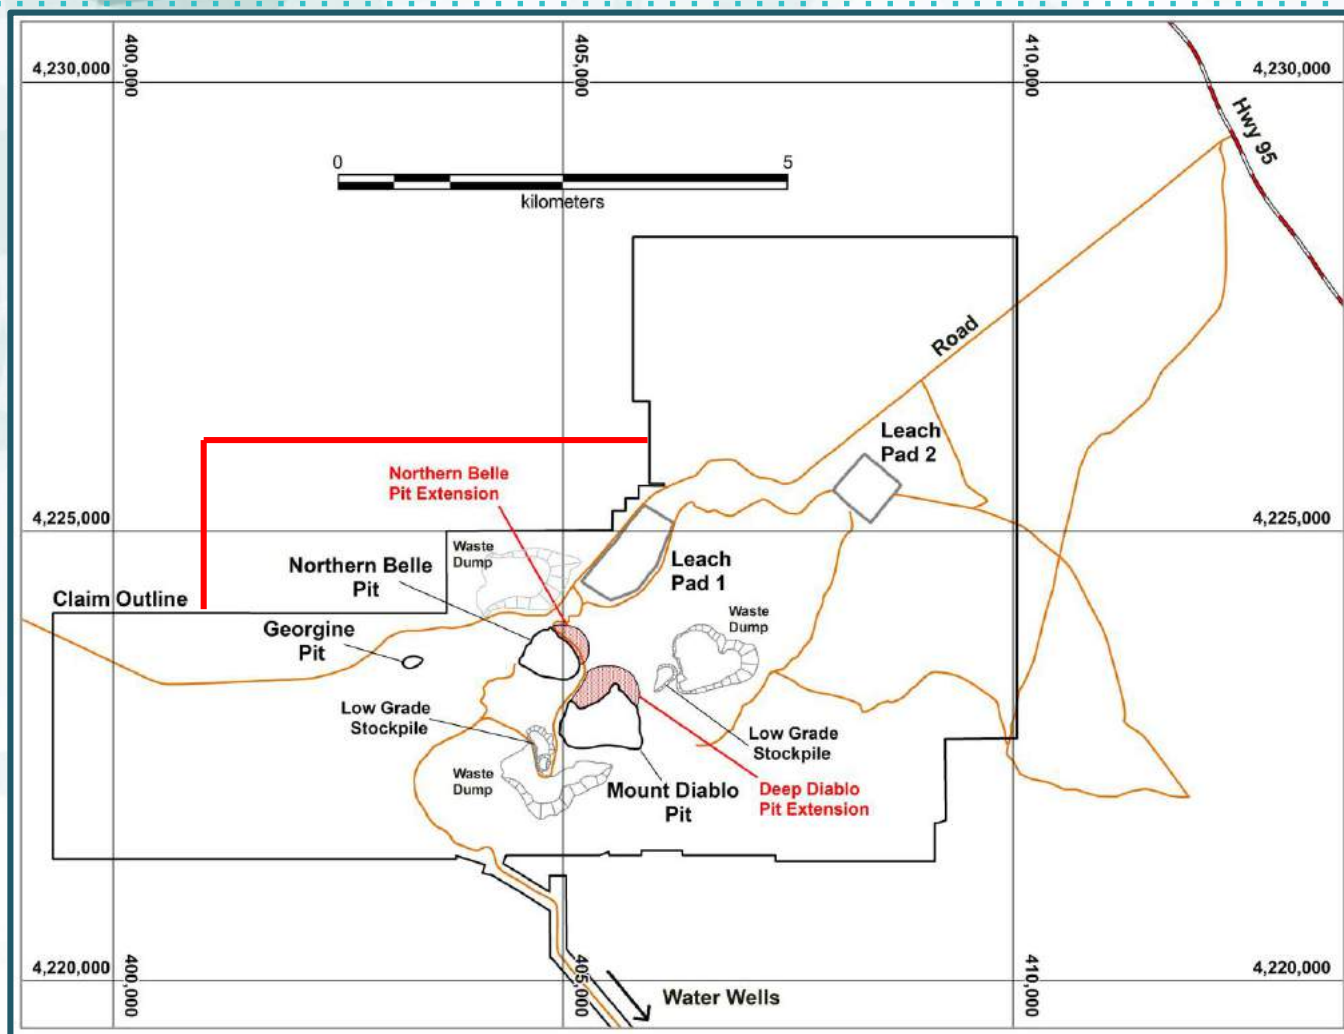 400,000
405,000
410,000
4,230,000
4,230,000
Hwy 95
0
5
kilometers
Road
Leach
Pad 2
Northern Belle
Pit Extension
4,225,000
4,225,000
Waste
Dump
Northern Belle
Pit
Leach
Pad 1
Claim Outline
Waste
Dump
Georgine
Pit
Low Grade
Stockpile
Low Grade
Stockpile
Waste
Dump
Mount Diablo
Pit
Deep Diablo
Pit Extension
4,220,000
4,220,000
400,000
405,000
410,000
Water Wells